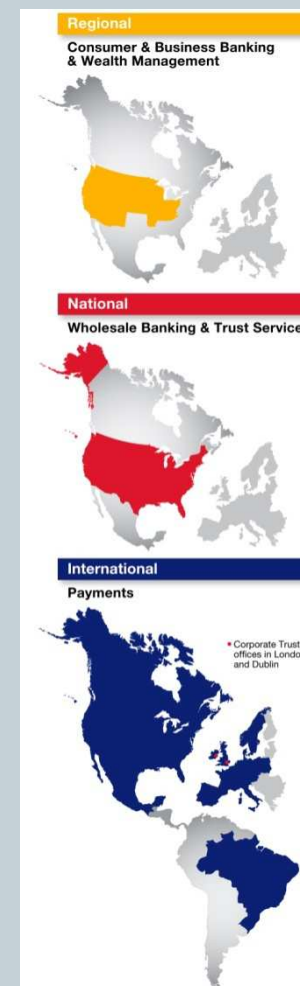 Regional
Consumer & Business Banking
& Wealth Management
National
Wholesale Banking & Trust Service
International
Payments
• Corporate Trust
offices in Londo
and Dublin